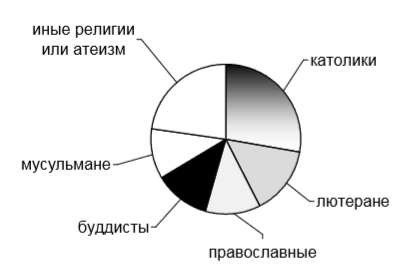 иные религии
или атеизм
католики
мусульмане
лютеране
буддисты
православные